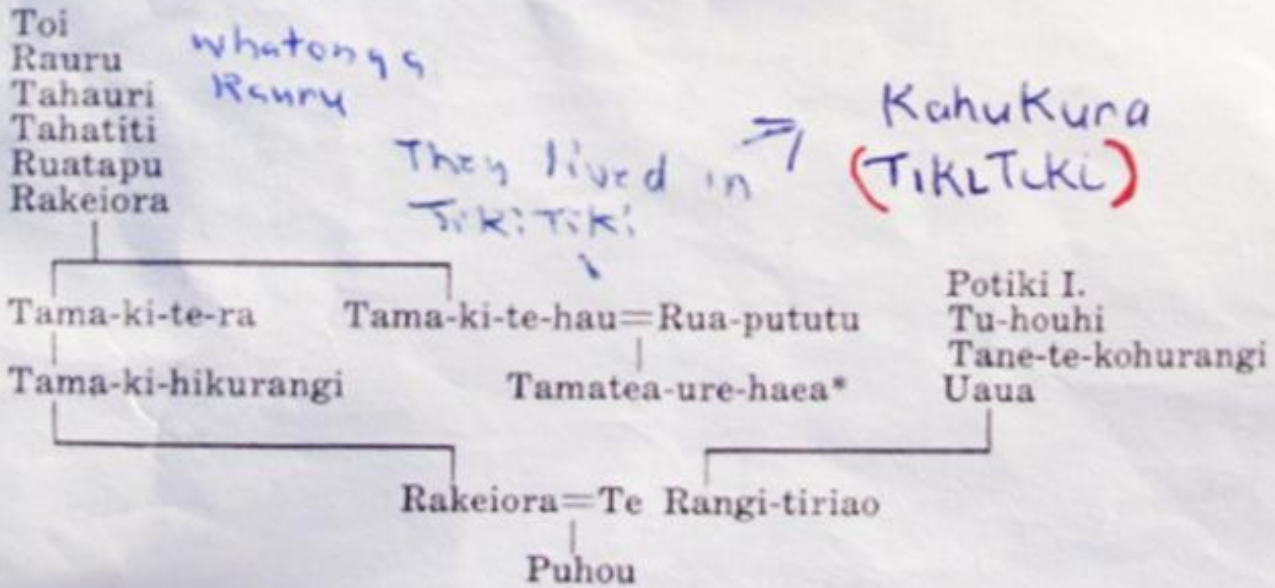 Toi
Rauru
Tahauri
Tahatiti
Ruatapu
Rakeiora
whatonga
Rauru
They lived in
TiKiTiKi
KahuKura
(TIKITIKI)
Tama-ki-te-ra
Tama-ki-te-hau=Rua-pututu
Tama-ki-hikurangi
Tamatea-ure-haea*
Potiki I.
Tu-houhi
Tane-te-kohurangi
Uaua
Rakeiora=Te Rangi-tiriao
Puhou